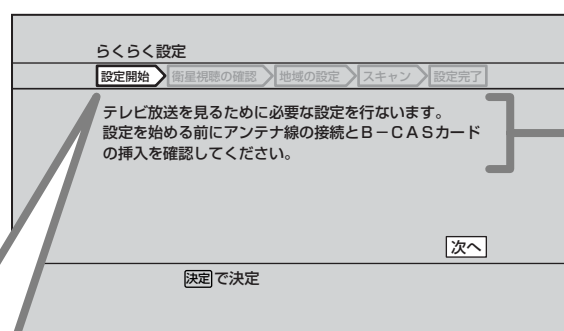 らくらく設定
設定開始 衛星視聴の確認 地域の設定 スキャン 設定完了
テレビ放送を見るために必要な設定を行ないます。
設定を始める前にアンテナ線の接続とB−CASカード
の挿入を確認してください。
次へ
決定で決定